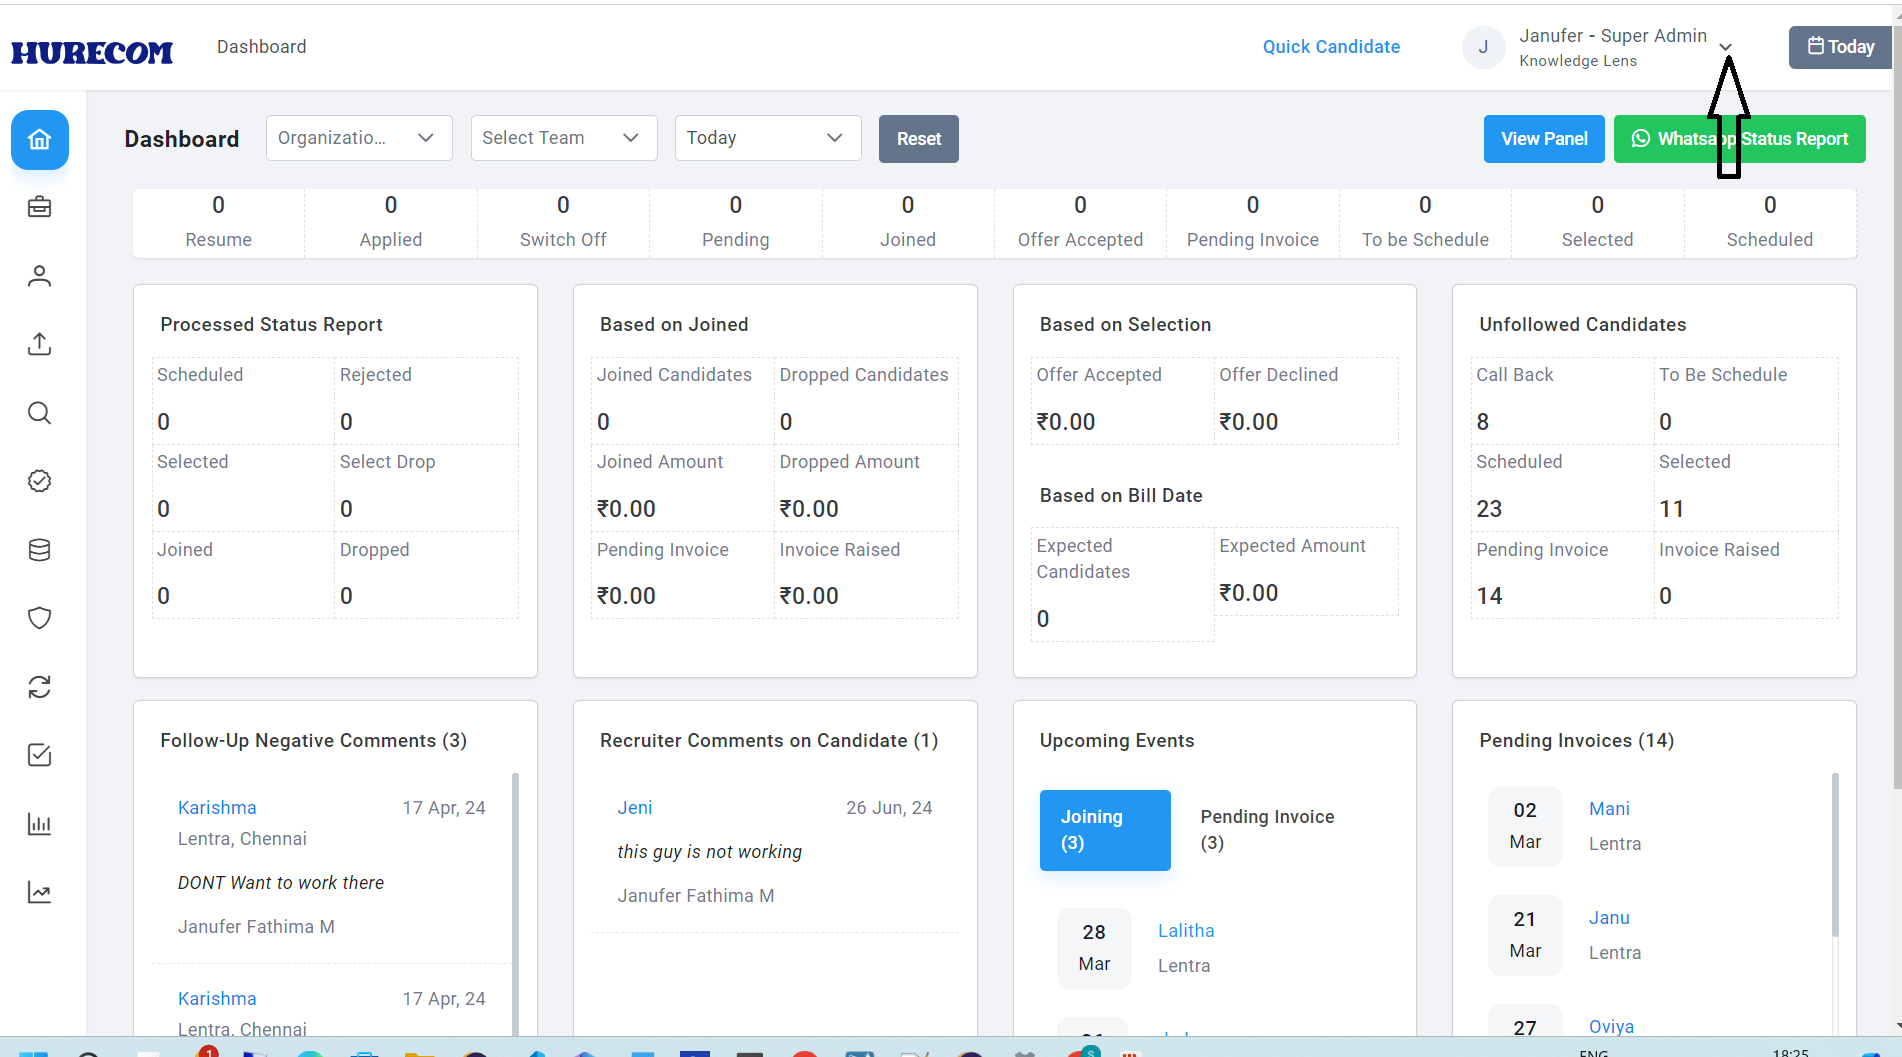 HURECOM
Dashboard
Quick Candidate
J
Janufer - Super Admin
Knowledge Lens
Today
Dashboard
Organizatio...
Select Team
Today
Reset
View Panel
Whatsapp Status Report
0 0 0 0 0 0 0 0 0 0
Resume Applied Switch Off Pending Joined Offer Accepted Pending Invoice To be Schedule Selected Scheduled
Processed Status Report
Scheduled Rejected
0 0
Selected Select Drop
0 0
Joined Dropped
0 0
Based on Joined
Joined Candidates Dropped Candidates
0 0
Joined Amount Dropped Amount
₹0.00 ₹0.00
Pending Invoice Invoice Raised
₹0.00 ₹0.00
Based on Selection
Offer Accepted Offer Declined
₹0.00 ₹0.00
Based on Bill Date
Expected Expected Amount
Candidates
₹0.00
0
Unfollowed Candidates
Call Back To Be Schedule
8 0
Scheduled Selected
23 11
Pending Invoice Invoice Raised
14 0
Follow-Up Negative Comments (3)
Karishma 17 Apr, 24
Lentra, Chennai
DONT Want to work there
Janufer Fathima M
Karishma 17 Apr, 24
Lentra, Chennai
Recruiter Comments on Candidate (1)
Jeni 26 Jun, 24
this guy is not working
Janufer Fathima M
Upcoming Events
Joining Pending Invoice
(3) (3)
28 Lalitha
Mar Lentra
Pending Invoices (14)
02 Mani
Mar Lentra
21 Janu
Mar Lentra
27 Oviya
1
S
ENG
18:25